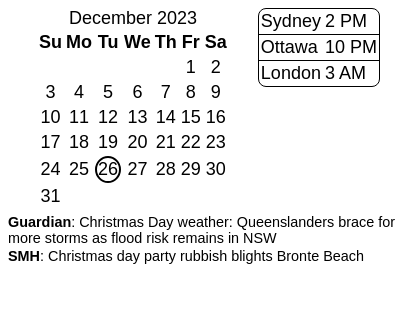 December 2023
Su Mo Tu We Th Fr Sa
1 2
3 4 5 6 7 8 9
10 11 12 13 14 15 16
17 18 19 20 21 22 23
24 25 26 27 28 29 30
31
Sydney 2 PM
Ottawa 10 PM
London 3 AM
Guardian: Christmas Day weather: Queenslanders brace for
more storms as flood risk remains in NSW
SMH: Christmas day party rubbish blights Bronte Beach